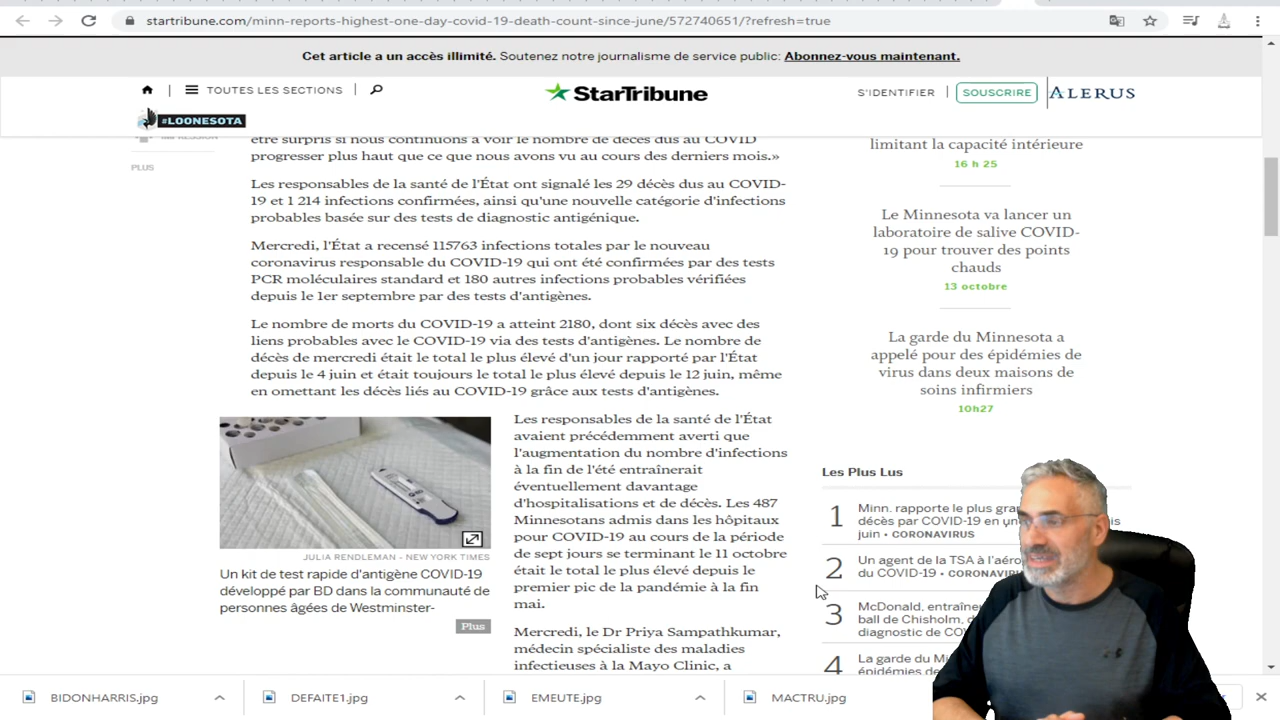 startribune.com/minn-reports-highest-one-day-covid-19-death-count-since-june/572740651/?refresh=true
Cet article a un accès illimité. Soutenez notre journalisme de service public: Abonnez-vous maintenant.
TOUTES LES SECTIONS
StarTribune
S'IDENTIFIER
SOUSCRIRE
ALERUS
#LOONESOTA
PLUS
être surpris si nous continuons à voir le nombre de décès dus au COVID
progresser plus haut que ce que nous avons vu au cours des derniers mois.»
Les responsables de la santé de l'État ont signalé les 29 décès dus au COVID-
19 et 1 214 infections confirmées, ainsi qu'une nouvelle catégorie d'infections
probables basée sur des tests de diagnostic antigénique.
Mercredi, l'État a recensé 115763 infections totales par le nouveau
coronavirus responsable du COVID-19 qui ont été confirmées par des tests
PCR moléculaires standard et 180 autres infections probables vérifiées
depuis le 1er septembre par des tests d'antigènes.
Le nombre de morts du COVID-19 a atteint 2180, dont six décès avec des
liens probables avec le COVID-19 via des tests d'antigènes. Le nombre de
décès de mercredi était le total le plus élevé d'un jour rapporté par l'État
depuis le 4 juin et était toujours le total le plus élevé depuis le 12 juin, même
en omettant les décès liés au COVID-19 grâce aux tests d'antigènes.
JULIA RENDLEMAN - NEW YORK TIMES
Un kit de test rapide d'antigène COVID-19
développé par BD dans la communauté de
personnes âgées de Westminster-
Plus
Les responsables de la santé de l'État
avaient précédemment averti que
l'augmentation du nombre d'infections
à la fin de l'été entraînerait
éventuellement davantage
d'hospitalisations et de décès. Les 487
Minnesotans admis dans les hôpitaux
pour COVID-19 au cours de la période
de sept jours se terminant le 11 octobre
était le total le plus élevé depuis le
premier pic de la pandémie à la fin
mai.
Mercredi, le Dr Priya Sampathkumar,
médecin spécialiste des maladies
infectieuses à la Mayo Clinic, a
limitant la capacité intérieure
16 h 25
Le Minnesota va lancer un
laboratoire de salive COVID-
19 pour trouver des points
chauds
13 octobre
La garde du Minnesota a
appelé pour des épidémies de
virus dans deux maisons de
soins infirmiers
10h27
Les Plus Lus
1
Minn. rapporte le plus
décès par COVID-19 en
juin • CORONAVIRUS
2
Un agent de la TSA à
du COVID-19 •
3
McDonald,
ball de Chisholm,
diagnostic de
4
La garde du
épidémies de
BIDONHARRIS.jpg
DEFAITE1.jpg
EMEUTE.jpg
MACTRU.jpg